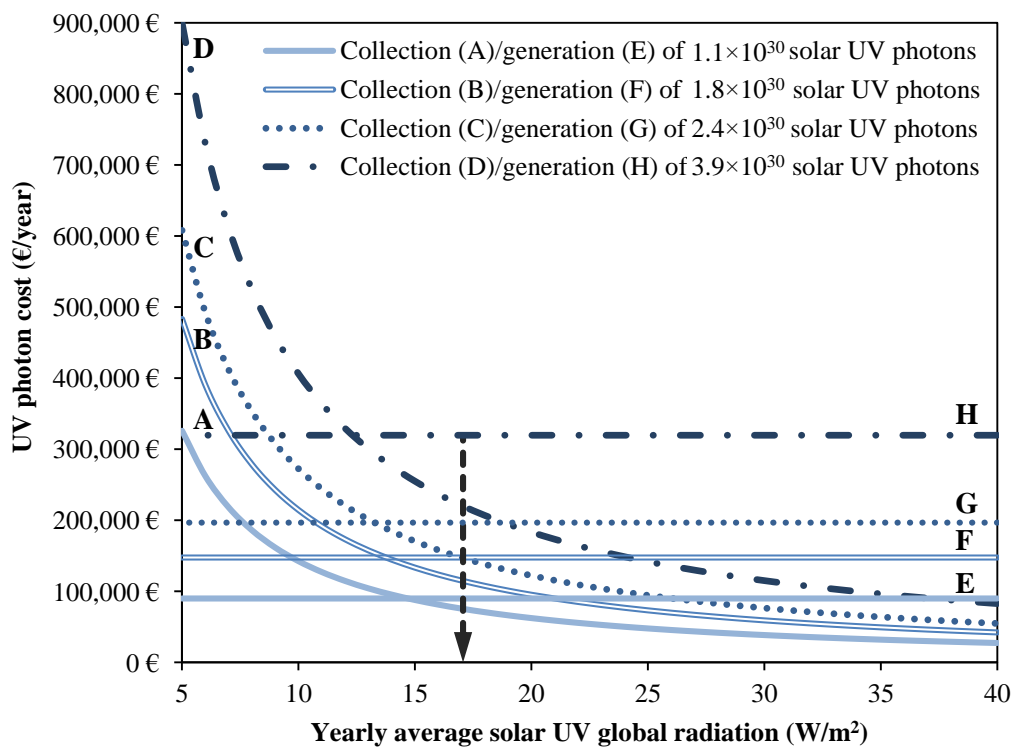 900,000 €
800,000 €
700,000 €
600,000 €
500,000 €
400,000 €
300,000 €
200,000 €
100,000 €
0 €
UV photon cost (€/year)
D
C
B
A
Collection (A)/generation (E) of 1.1×10³⁰ solar UV photons
Collection (B)/generation (F) of 1.8×10³⁰ solar UV photons
Collection (C)/generation (G) of 2.4×10³⁰ solar UV photons
Collection (D)/generation (H) of 3.9×10³⁰ solar UV photons
H
G
F
E
5 10 15 20 25 30 35 40
Yearly average solar UV global radiation (W/m²)